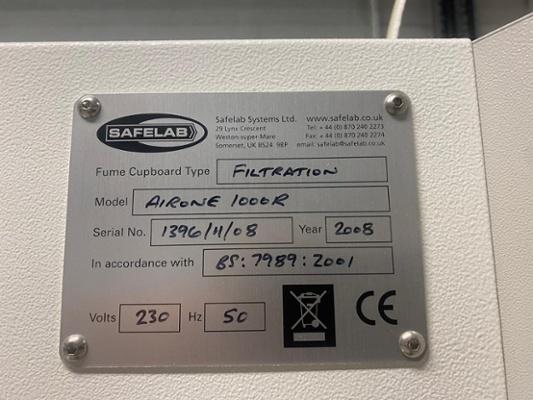 SAFELAB
Safelab Systems Ltd. www.safelab.co.uk
29 Lynx Crescent Tel: + 44 (0) 870 240 2273
Weston-super-Mare Fax: + 44 (0) 870 240 2274
Somerset, UK BS24 9BP email: safelab@safelab.co.uk
Fume Cupboard Type FILTRATION
Model AIRONE 1000R
Serial No. 1396/11/08 Year 2008
In accordance with BS:7989:2001
Volts 230 Hz 50 CE